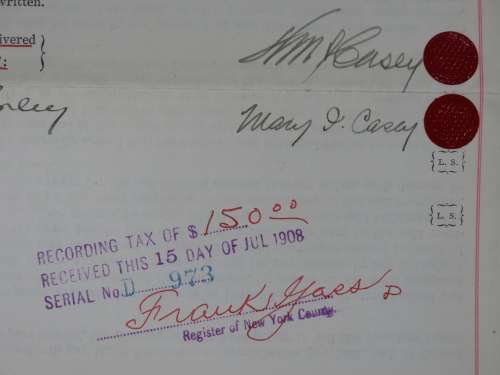 written.
ivered
Wm J Casey
Mary I. Casey
L. S.
L. S.
RECORDING TAX OF $ 150.00
RECEIVED THIS 15 DAY OF JUL 1908
SERIAL No. D 973
Frank Gass
Register of New York County.